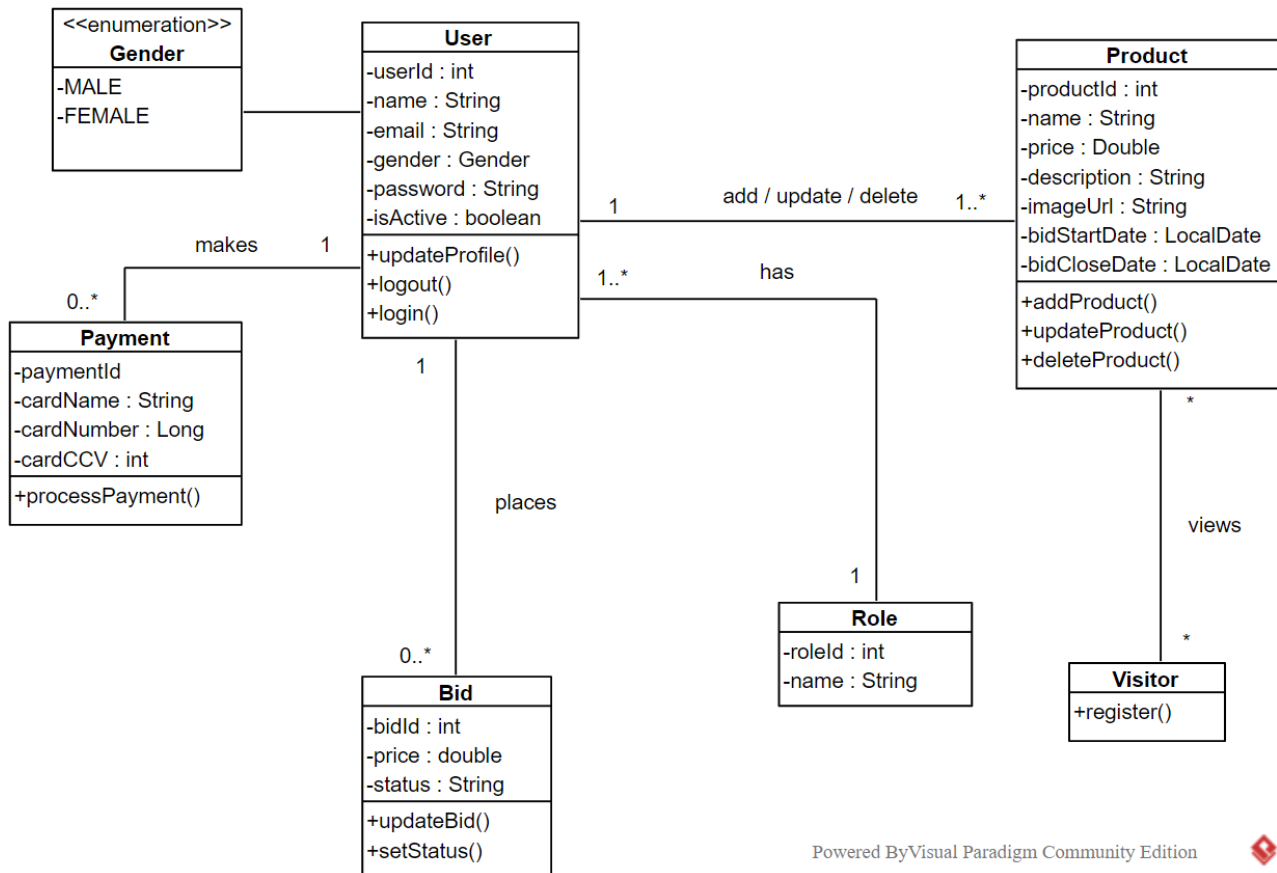 <<enumeration>>
Gender
-MALE
-FEMALE
User
-userId : int
-name : String
-email : String
-gender : Gender
-password : String
-isActive : boolean
+updateProfile()
+logout()
+login()
Product
-productId : int
-name : String
-price : Double
-description : String
-imageUrl : String
-bidStartDate : LocalDate
-bidCloseDate : LocalDate
+addProduct()
+updateProduct()
+deleteProduct()
add / update / delete
1
1..*
makes
1
0..*
1..*
has
1
Payment
-paymentId
-cardName : String
-cardNumber : Long
-cardCCV : int
+processPayment()
1
places
0..*
*
views
*
Bid
-bidId : int
-price : double
-status : String
+updateBid()
+setStatus()
Role
-roleId : int
-name : String
Visitor
+register()
Powered ByVisual Paradigm Community Edition